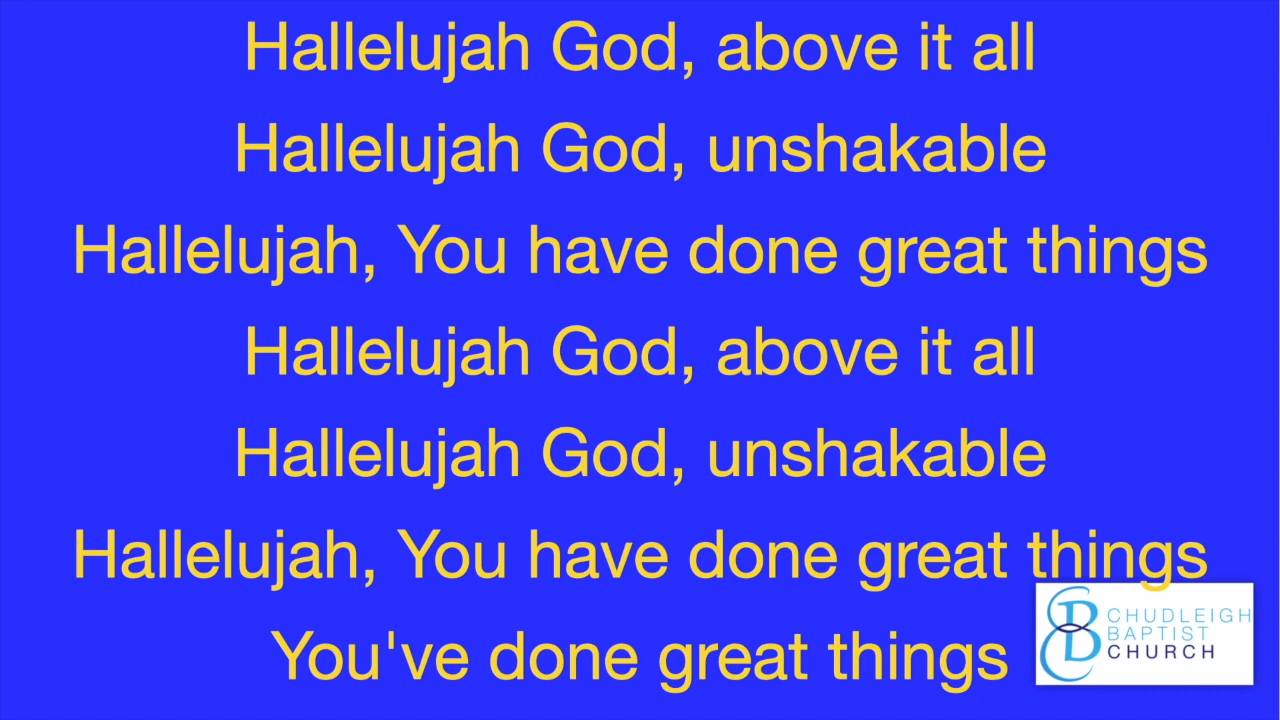 Hallelujah God, above it all
Hallelujah God, unshakable
Hallelujah, You have done great things
Hallelujah God, above it all
Hallelujah God, unshakable
Hallelujah, You have done great things
You've done great things
CHUDLEIGH
BAPTIST
CHURCH